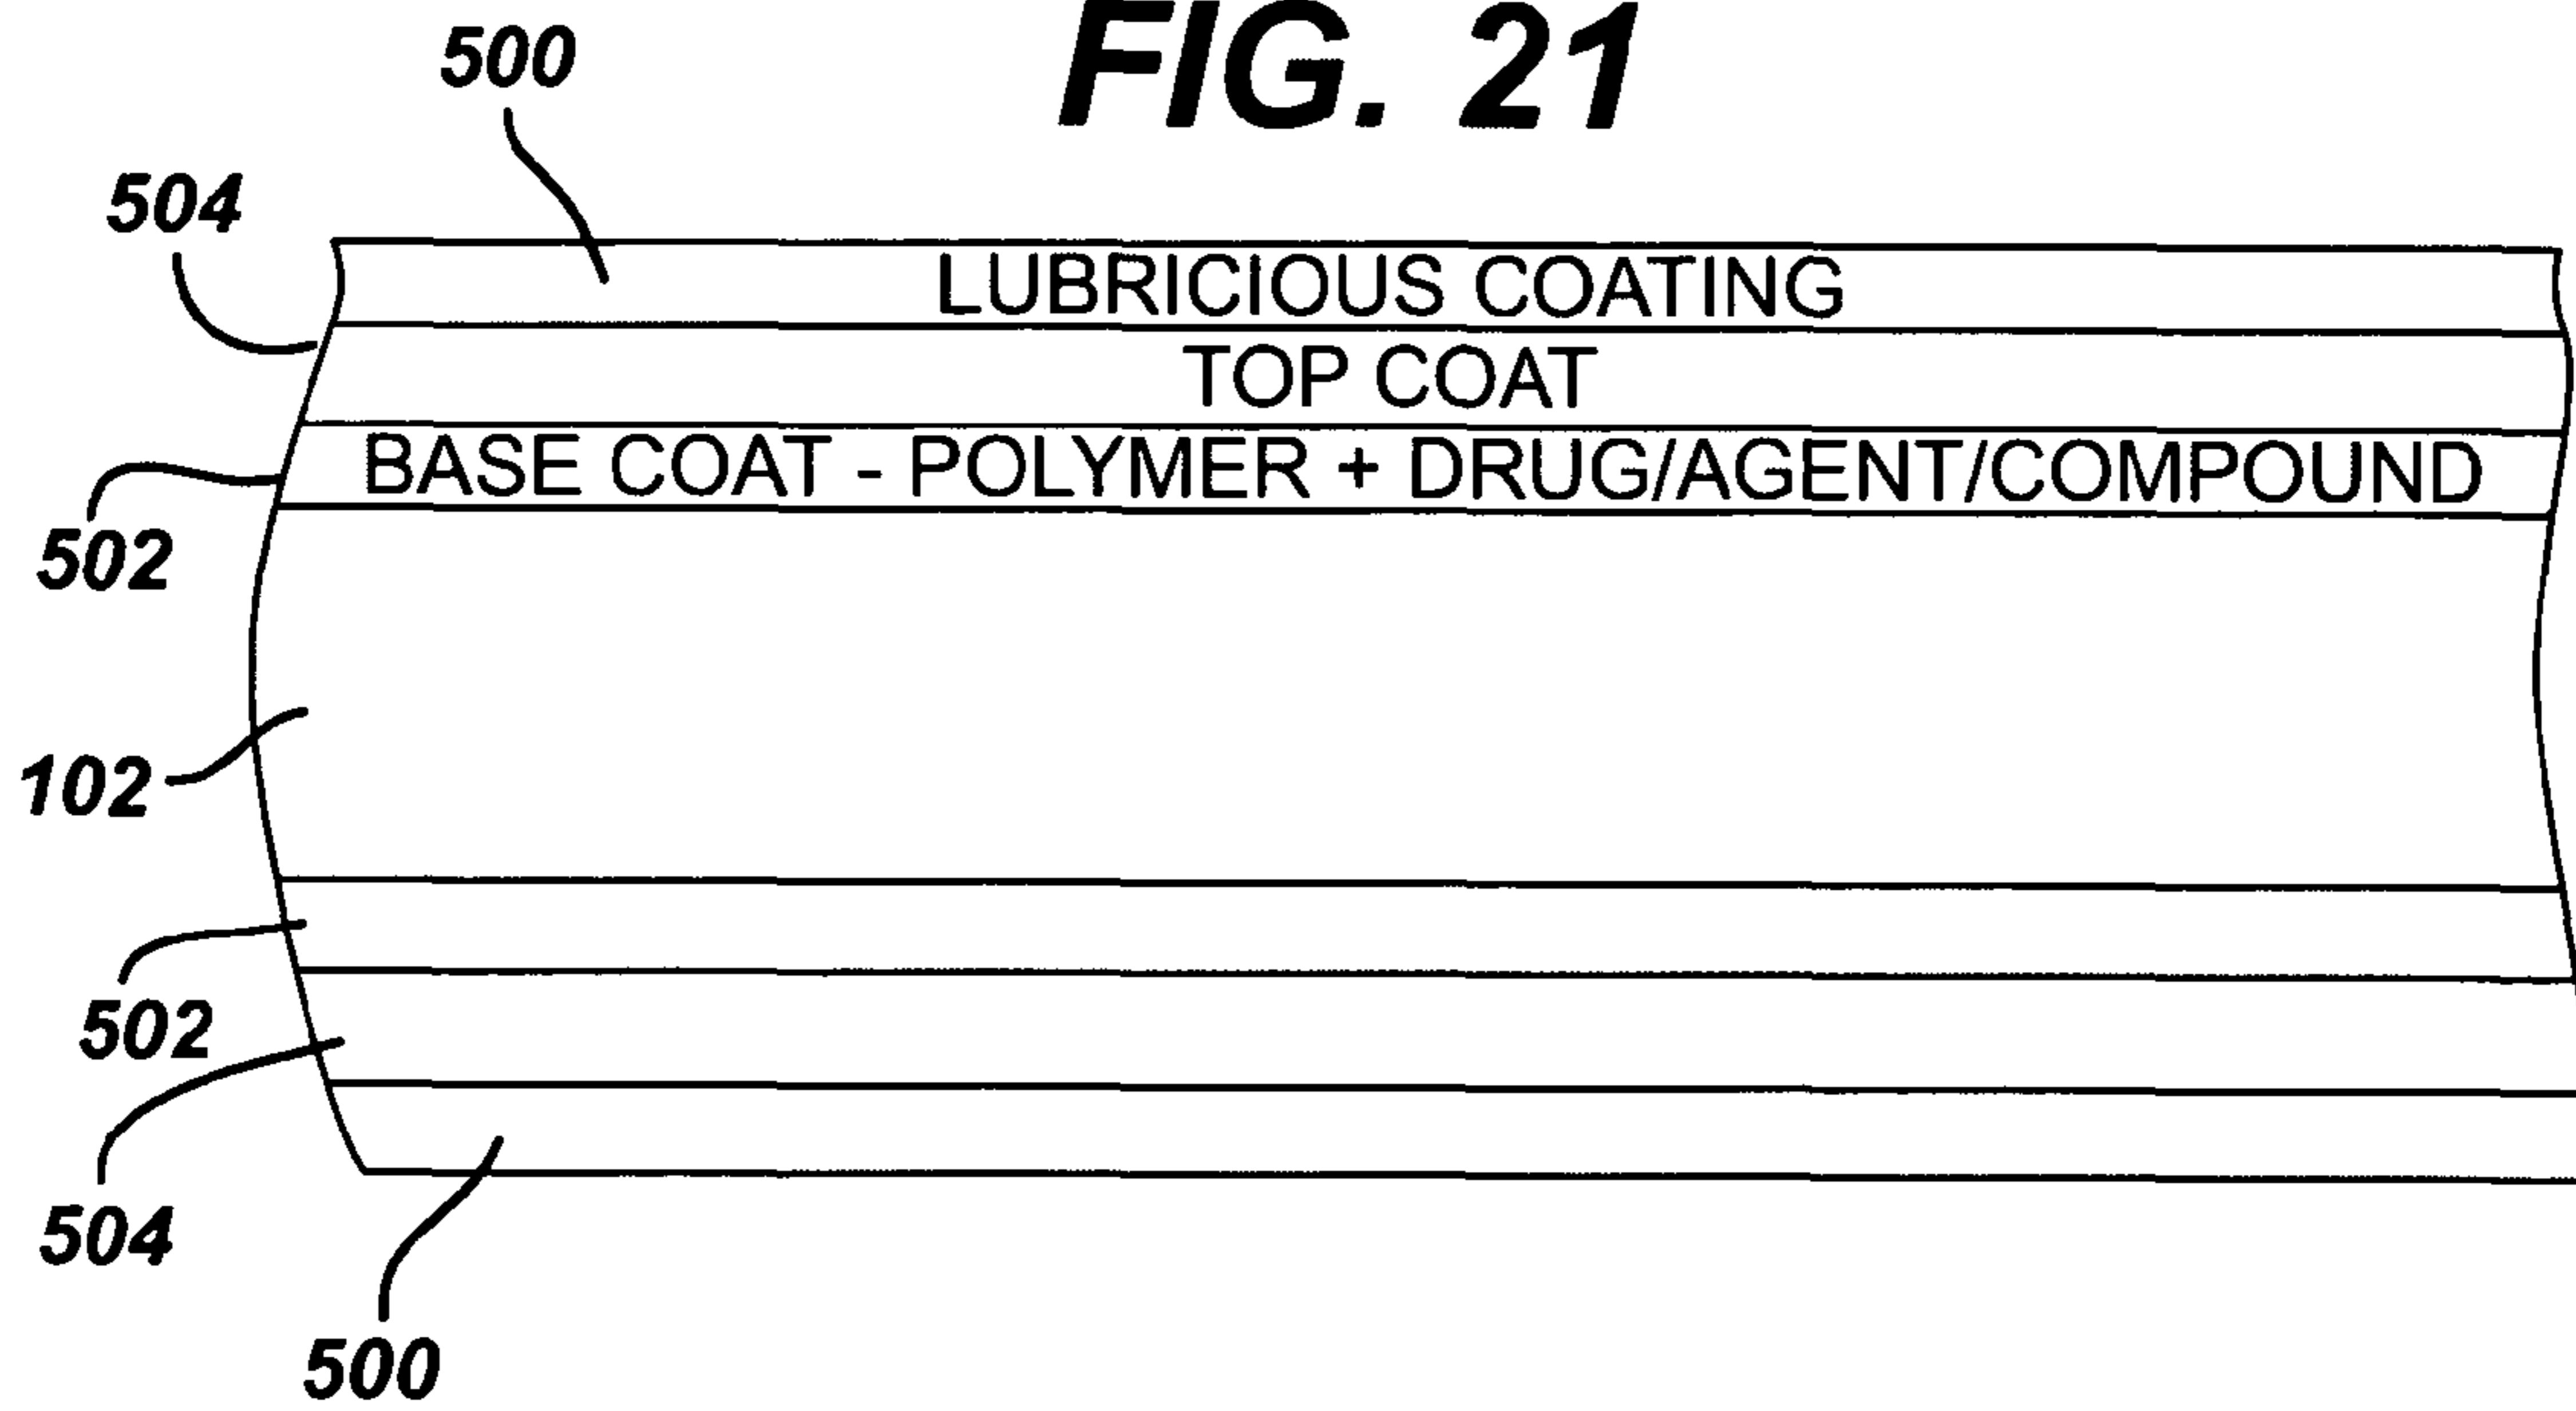 FIG. 21
500
504
LUBRICIOUS COATING
TOP COAT
BASE COAT - POLYMER + DRUG/AGENT/COMPOUND
502
102
502
504
500